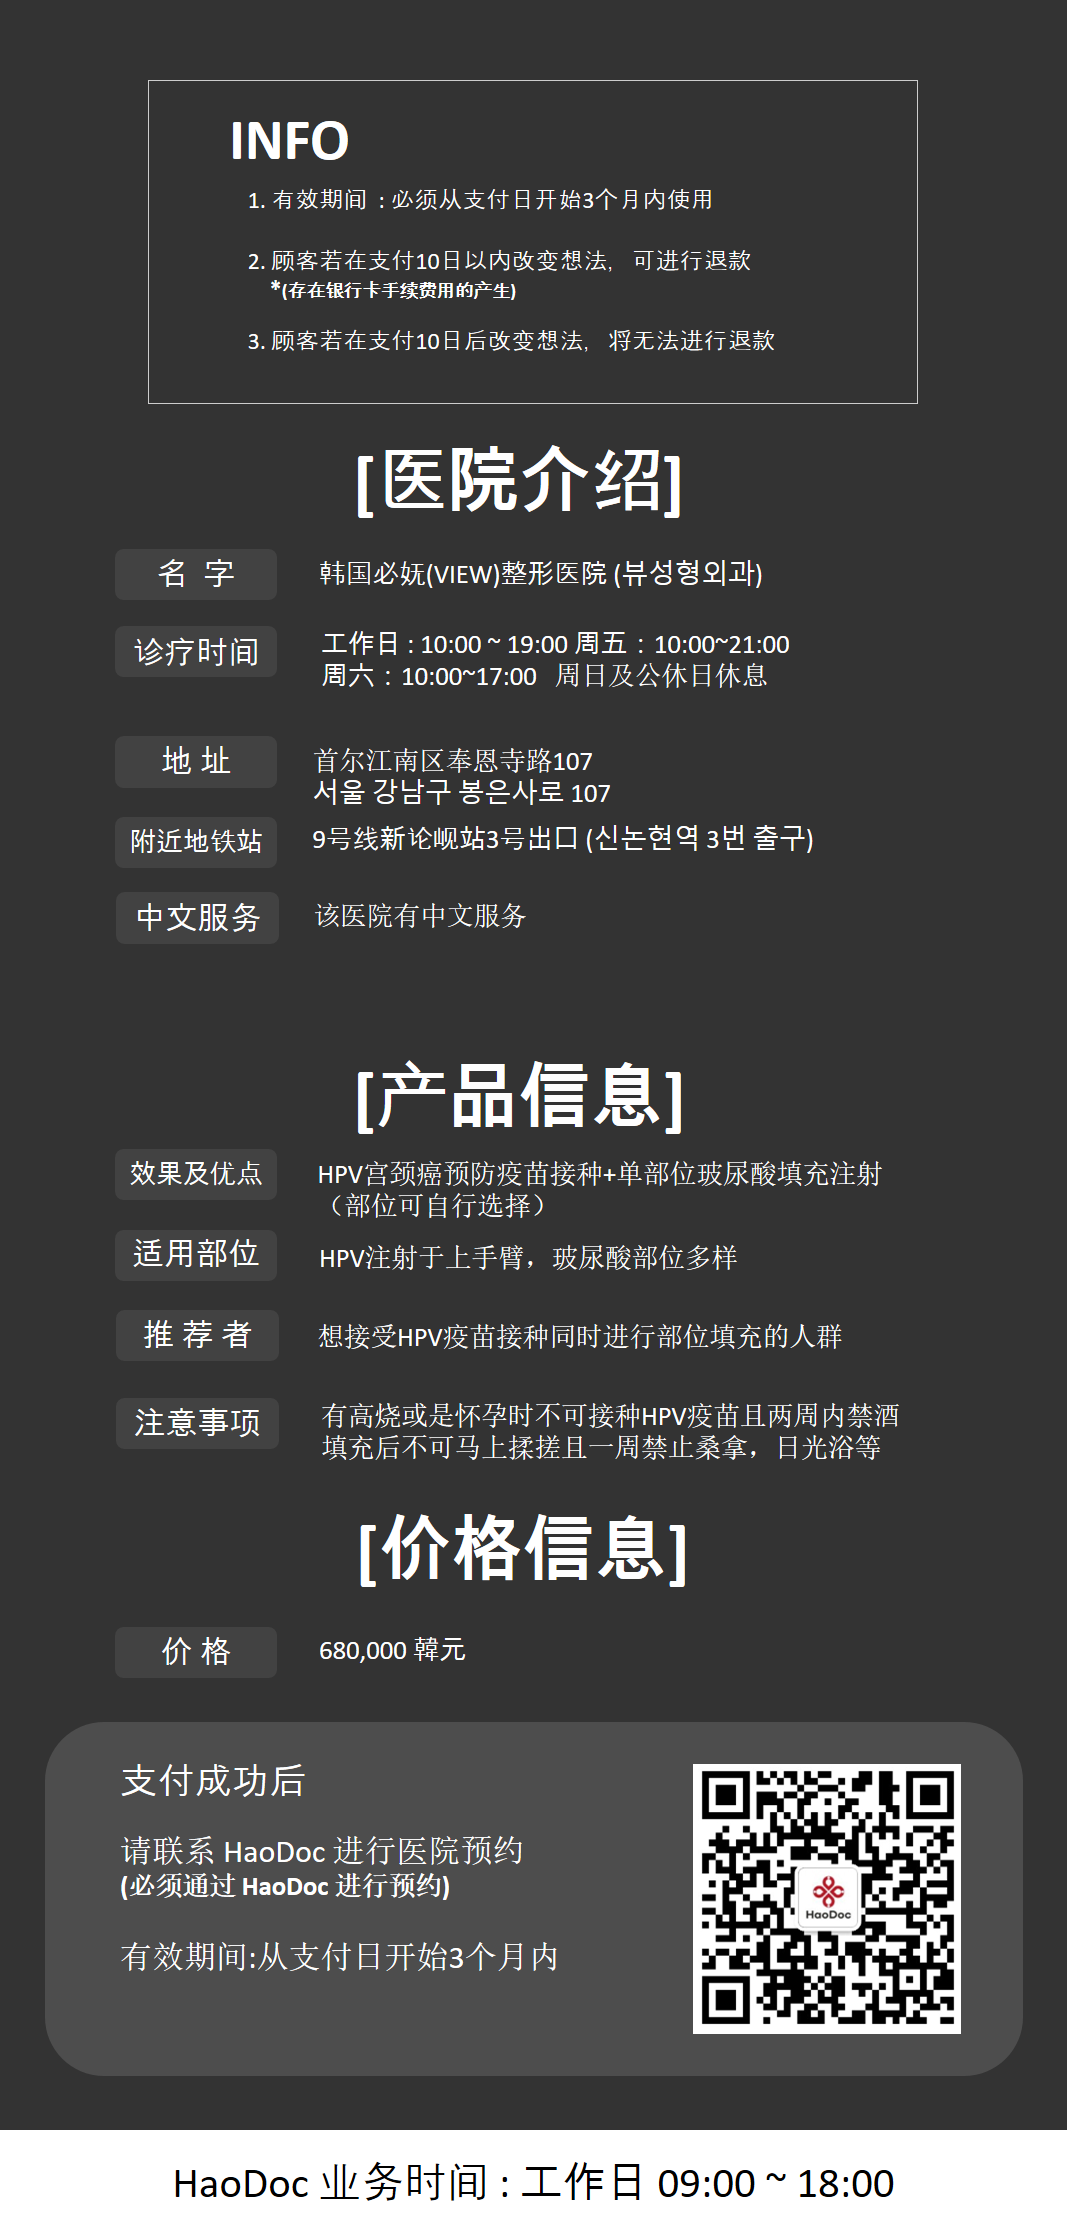 INFO
1. 有效期间 : 必须从支付日开始3个月内使用
2. 顾客若在支付10日以内改变想法, 可进行退款
*(存在银行卡手续费用的产生)
3. 顾客若在支付10日后改变想法, 将无法进行退款
[医院介绍]
名 字
韩国必妩(VIEW)整形医院 (뷰성형외과)
诊疗时间
工作日 : 10:00 ~ 19:00 周五：10:00~21:00
周六：10:00~17:00 周日及公休日休息
地 址
首尔江南区奉恩寺路107
서울 강남구 봉은사로 107
附近地铁站
9号线新论岘站3号出口 (신논현역 3번 출구)
中文服务
该医院有中文服务
[产品信息]
效果及优点
HPV宫颈癌预防疫苗接种+单部位玻尿酸填充注射
（部位可自行选择）
适用部位
HPV注射于上手臂，玻尿酸部位多样
推 荐 者
想接受HPV疫苗接种同时进行部位填充的人群
注意事项
有高烧或是怀孕时不可接种HPV疫苗且两周内禁酒
填充后不可马上揉搓且一周禁止桑拿，日光浴等
[价格信息]
价 格
680,000 韓元
支付成功后
请联系 HaoDoc 进行医院预约
(必须通过 HaoDoc 进行预约)
有效期间:从支付日开始3个月内
HaoDoc
HaoDoc 业务时间 : 工作日 09:00 ~ 18:00